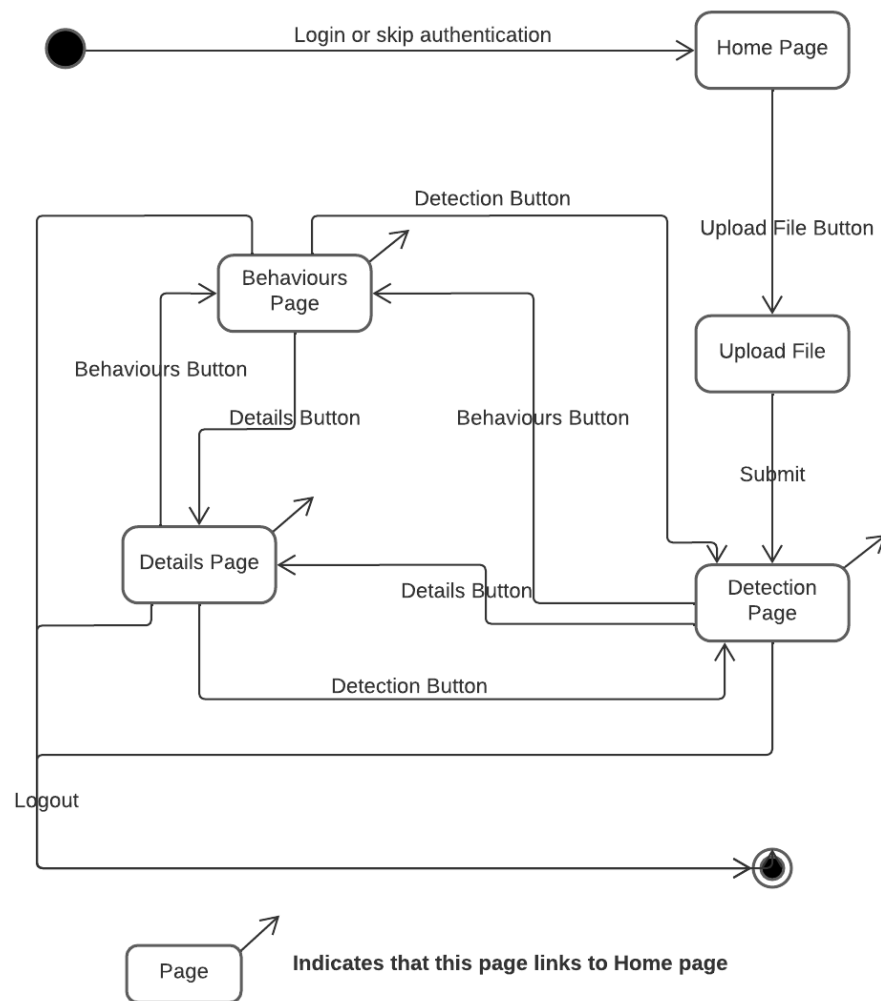 Login or skip authentication
Home Page
Detection Button
Upload File Button
Behaviours
Page
Upload File
Behaviours Button
Details Button
Behaviours Button
Submit
Details Page
Details Button
Detection
Page
Detection Button
Logout
Page
Indicates that this page links to Home page